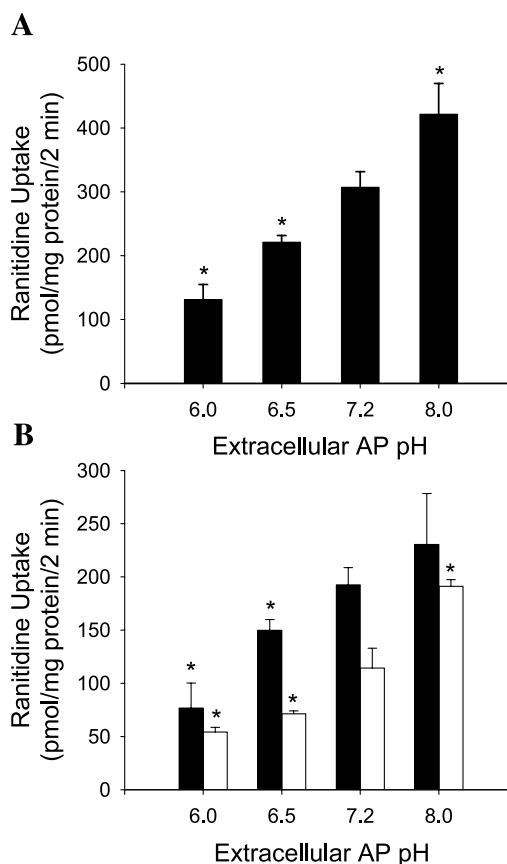 A
Ranitidine Uptake
(pmol/mg protein/2 min)
500
400
300
200
100
0
*
*
*
6.0 6.5 7.2 8.0
Extracellular AP pH
B
Ranitidine Uptake
(pmol/mg protein/2 min)
300
250
200
150
100
50
0
*
*
*
*
*
6.0 6.5 7.2 8.0
Extracellular AP pH